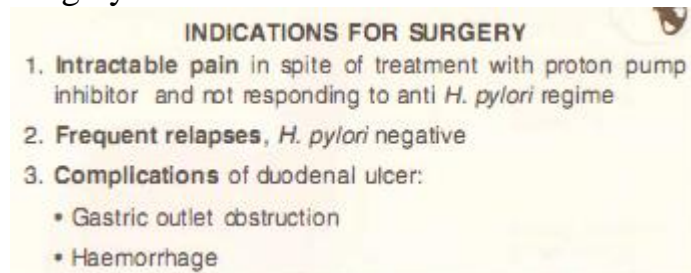 INDICATIONS FOR SURGERY
1. Intractable pain in spite of treatment with proton pump
inhibitor and not responding to anti H. pylori regime
2. Frequent relapses, H. pylori negative
3. Complications of duodenal ulcer:
• Gastric outlet obstruction
• Haemorrhage